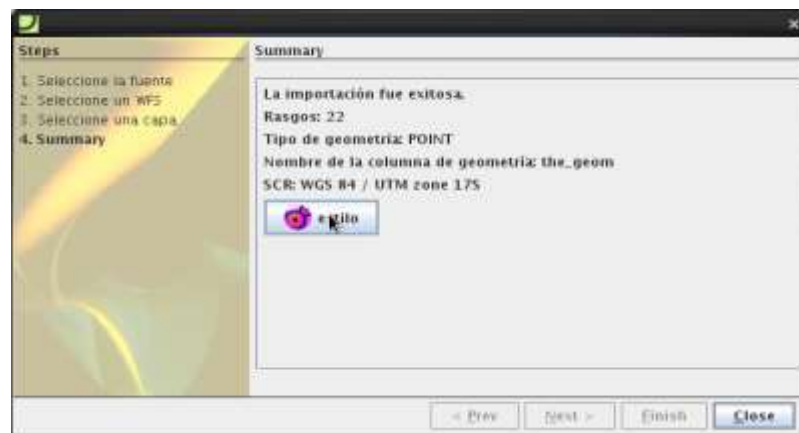 Steps
1. Seleccione la fuente
2. Seleccione un WFS
3. Seleccione una capa
4. Summary
Summary
La importación fue exitosa.
Rasgos: 22
Tipo de geometría: POINT
Nombre de la columna de geometría: the_geom
SCR: WGS 84 / UTM zone 17S
estilo
< Prev
Next >
Finish
Close